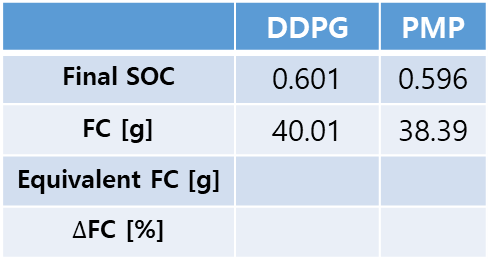 DDPG PMP
Final SOC 0.601 0.596
FC [g] 40.01 38.39
Equivalent FC [g]
ΔFC [%]